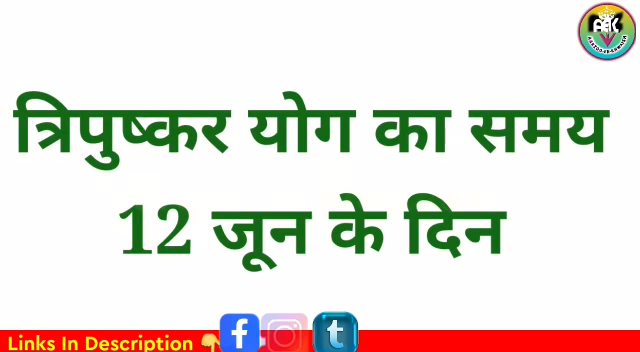 त्रिपुष्कर योग का समय
12 जून के दिन
Links In Description